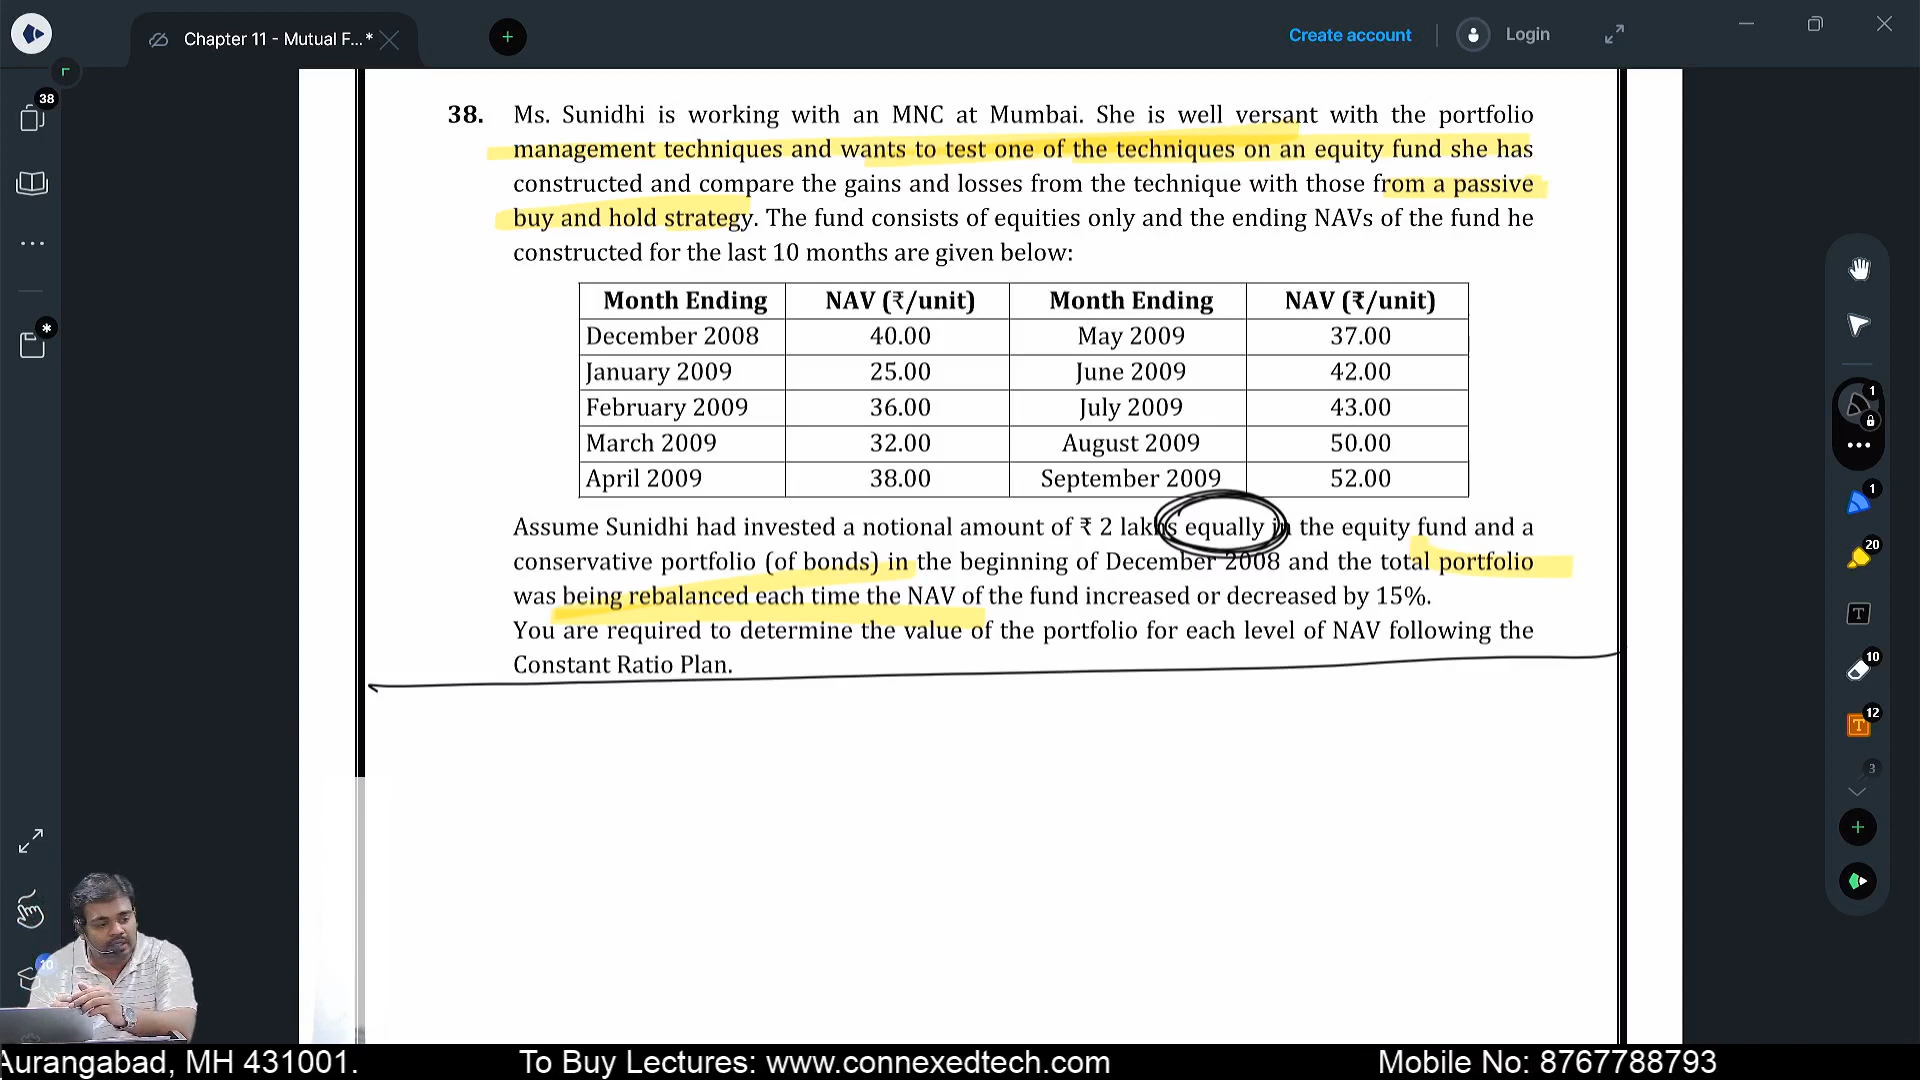 Chapter 11 - Mutual F...*
Create account
Login
38
38. Ms. Sunidhi is working with an MNC at Mumbai. She is well versant with the portfolio
management techniques and wants to test one of the techniques on an equity fund she has
constructed and compare the gains and losses from the technique with those from a passive
buy and hold strategy. The fund consists of equities only and the ending NAVs of the fund he
constructed for the last 10 months are given below:
Month Ending NAV (₹/unit) Month Ending NAV (₹/unit)
December 2008 40.00 May 2009 37.00
January 2009 25.00 June 2009 42.00
February 2009 36.00 July 2009 43.00
March 2009 32.00 August 2009 50.00
April 2009 38.00 September 2009 52.00
Assume Sunidhi had invested a notional amount of ₹ 2 lakhs equally in the equity fund and a
conservative portfolio (of bonds) in the beginning of December 2008 and the total portfolio
was being rebalanced each time the NAV of the fund increased or decreased by 15%.
You are required to determine the value of the portfolio for each level of NAV following the
Constant Ratio Plan.
1
1
20
T
10
T 12
3
10
Aurangabad, MH 431001. To Buy Lectures: www.connexedtech.com Mobile No: 8767788793